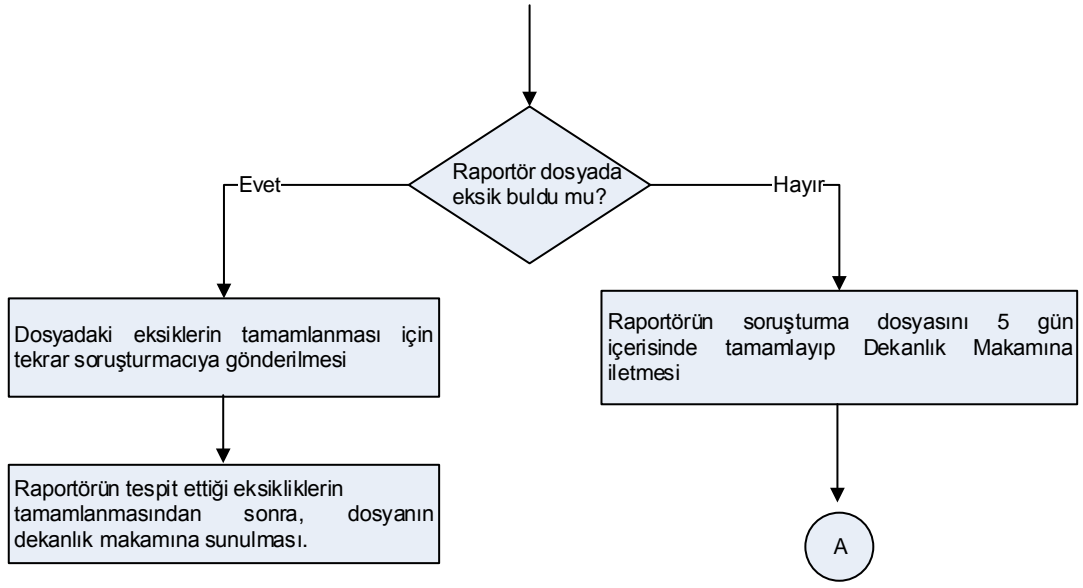 Raportör dosyada
eksik buldu mu?
Evet
Hayır
Dosyadaki eksiklerin tamamlanması için
tekrar soruşturmacıya gönderilmesi
Raportörün soruşturma dosyasını 5 gün
içerisinde tamamlayıp Dekanlık Makamına
iletmesi
Raportörün tespit ettiği eksikliklerin
tamamlanmasından sonra, dosyanın
dekanlık makamına sunulması.
A